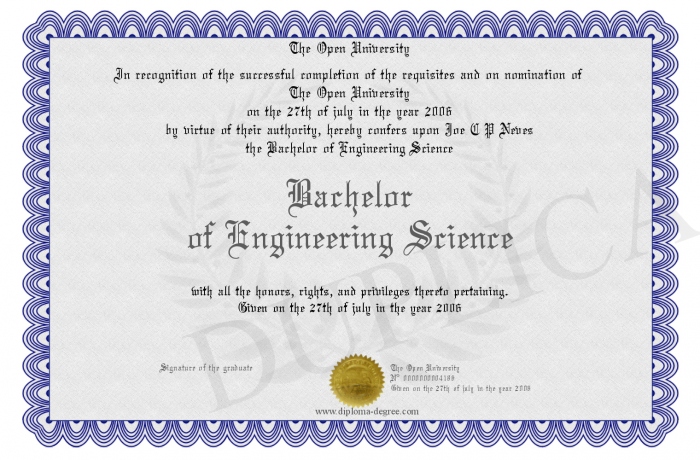 The Open University
In recognition of the successful completion of the requisites and on nomination of
The Open University
on the 27th of july in the year 2006
by virtue of their authority, hereby confers upon Joe C P Neves
the Bachelor of Engineering Science
Bachelor
of Engineering Science
with all the honors, rights, and privileges thereto pertaining.
Given on the 27th of july in the year 2006
DUPLICA
Signature of the graduate
The Open University
N° 0000000004188
Given on the 27th of july in the year 2006
www.diploma-degree.com